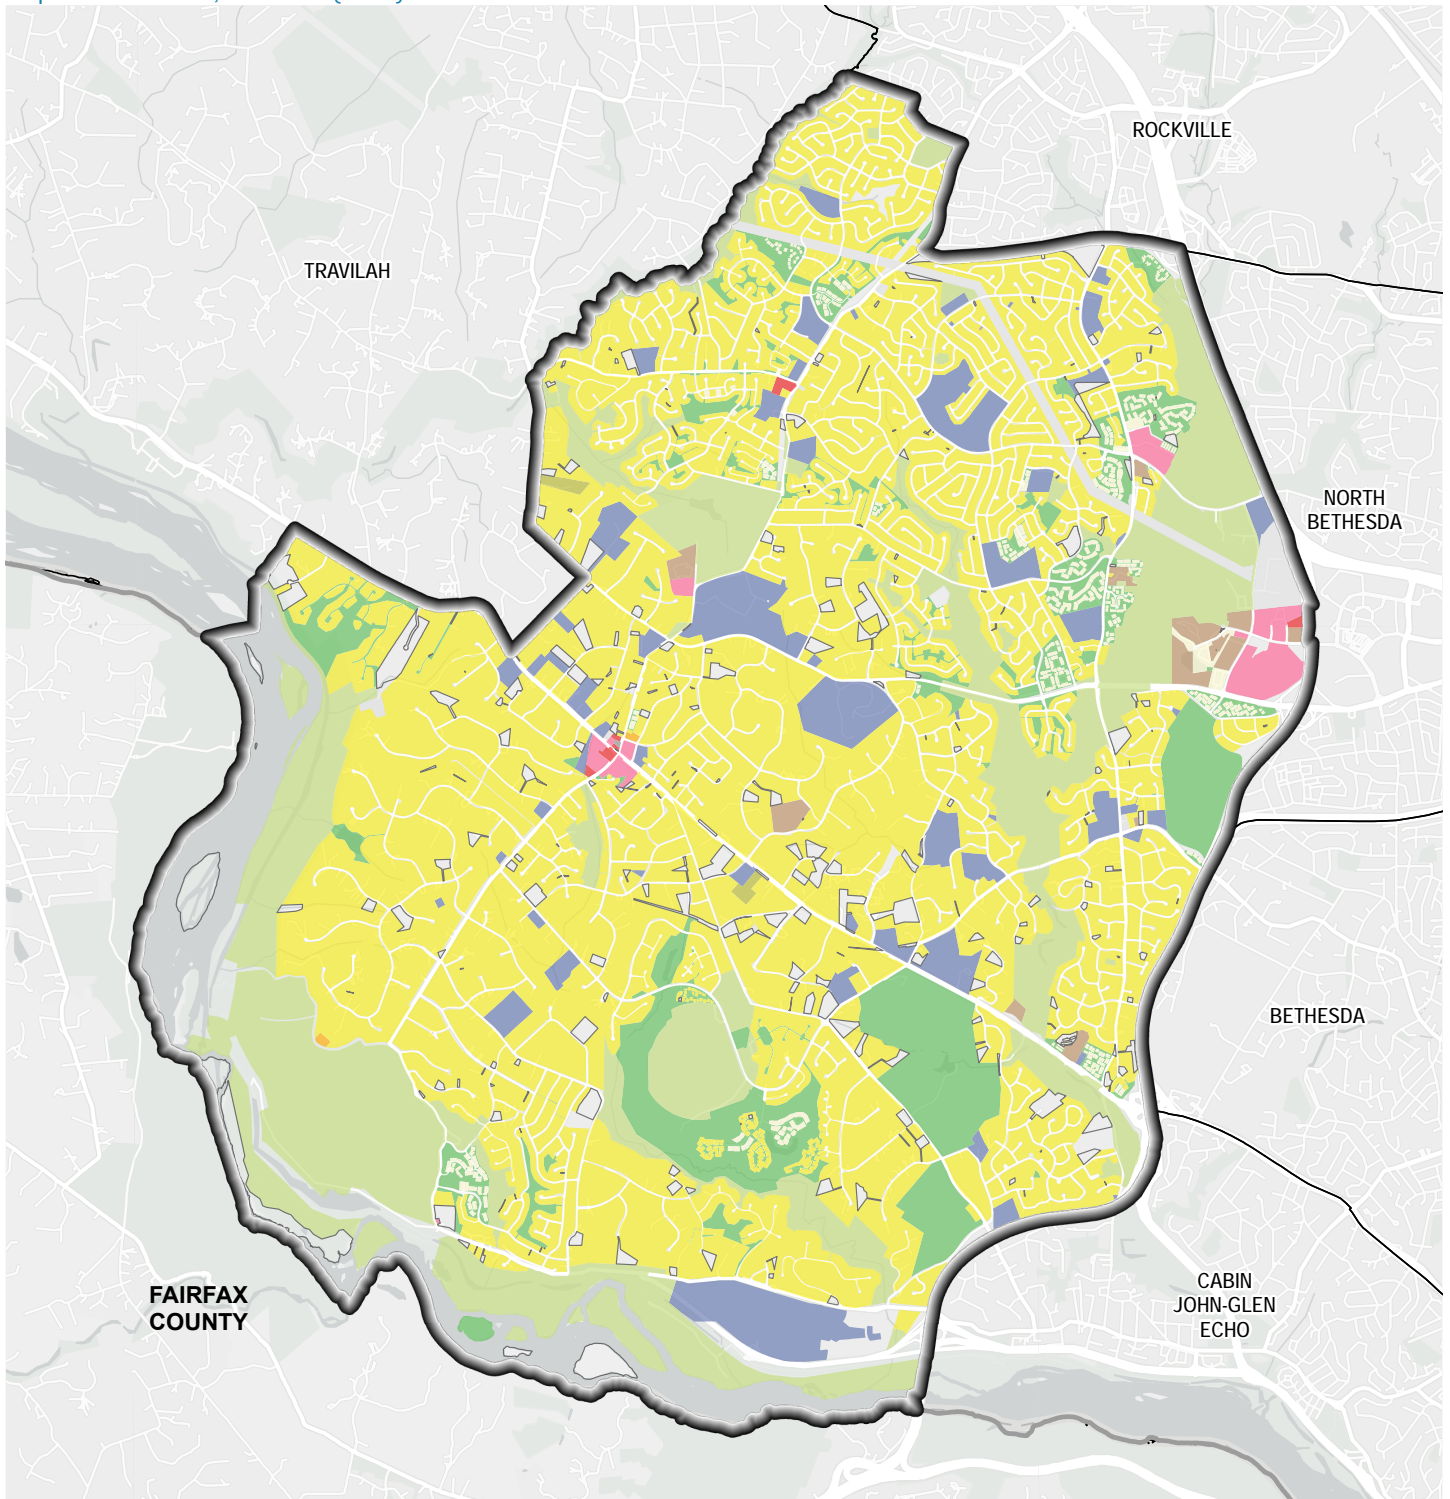 ROCKVILLE
TRAVILAH
NORTH
BETHESDA
BETHESDA
FAIRFAX
COUNTY
CABIN
JOHN-GLEN
ECHO